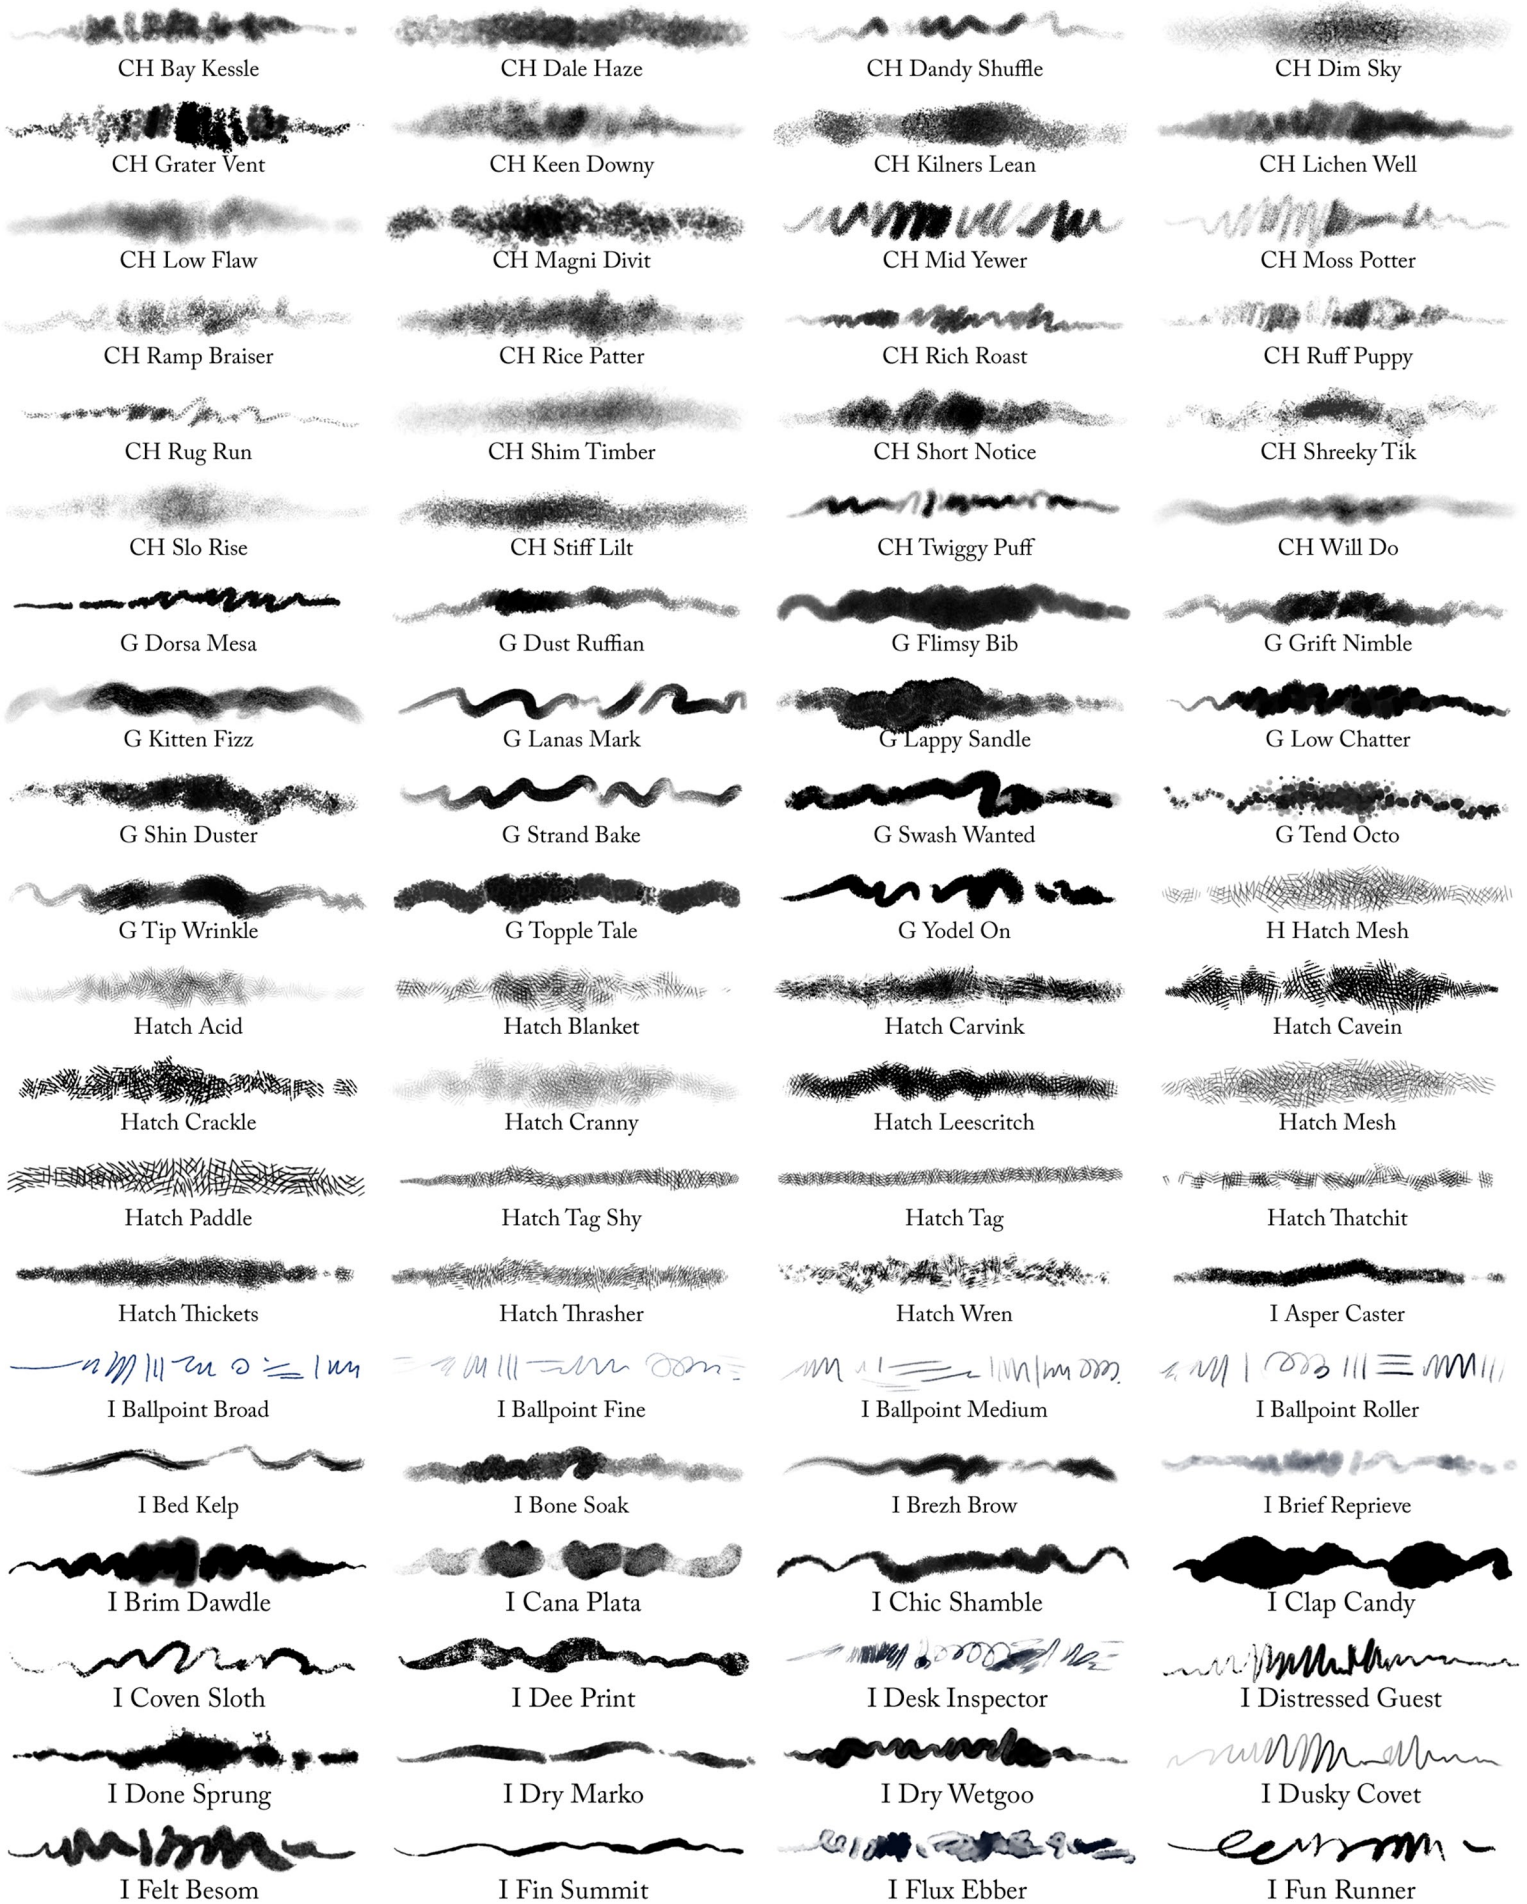 CH Bay Kessle CH Dale Haze CH Dandy Shuffle CH Dim Sky
CH Grater Vent CH Keen Downy CH Kilners Lean CH Lichen Well
CH Low Flaw CH Magni Divit CH Mid Yewer CH Moss Potter
CH Ramp Braiser CH Rice Patter CH Rich Roast CH Ruff Puppy
CH Rug Run CH Shim Timber CH Short Notice CH Shreeky Tik
CH Slo Rise CH Stiff Lilt CH Twiggy Puff CH Will Do
G Dorsa Mesa G Dust Ruffian G Flimsy Bib G Grift Nimble
G Kitten Fizz G Lanas Mark G Lappy Sandle G Low Chatter
G Shin Duster G Strand Bake G Swash Wanted G Tend Octo
G Tip Wrinkle G Topple Tale G Yodel On H Hatch Mesh
Hatch Acid Hatch Blanket Hatch Carvink Hatch Cavein
Hatch Crackle Hatch Cranny Hatch Leescritch Hatch Mesh
Hatch Paddle Hatch Tag Shy Hatch Tag Hatch Thatchit
Hatch Thickets Hatch Thrasher Hatch Wren I Asper Caster
I Ballpoint Broad I Ballpoint Fine I Ballpoint Medium I Ballpoint Roller
I Bed Kelp I Bone Soak I Brezh Brow I Brief Reprieve
I Brim Dawdle I Cana Plata I Chic Shamble I Clap Candy
I Coven Sloth I Dee Print I Desk Inspector I Distressed Guest
I Done Sprung I Dry Marko I Dry Wetgoo I Dusky Covet
I Felt Besom I Fin Summit I Flux Ebber I Fun Runner